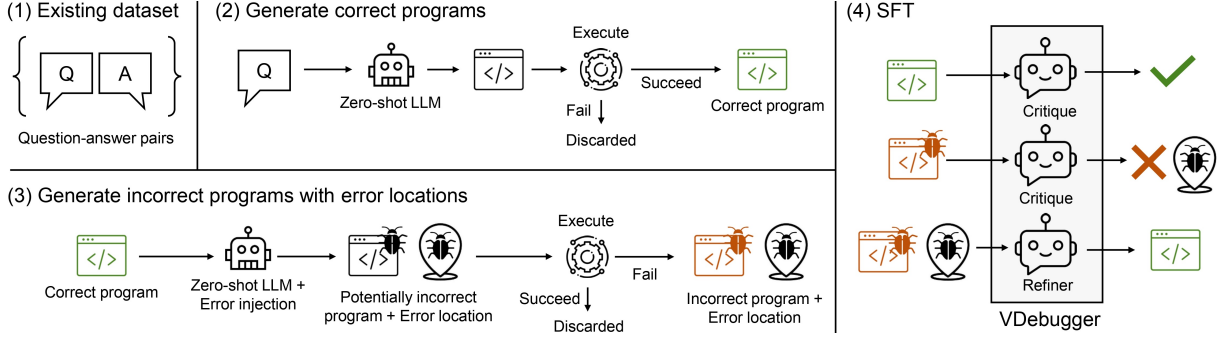 (1) Existing dataset
Q
A
Question-answer pairs
(2) Generate correct programs
Q
Zero-shot LLM
</>
Execute
Fail
Discarded
Succeed
</>
Correct program
(3) Generate incorrect programs with error locations
</>
Correct program
Zero-shot LLM +
Error injection
</>
Potentially incorrect
program + Error location
Execute
Succeed
Discarded
Fail
</>
Incorrect program +
Error location
(4) SFT
</>
Critique
</>
Critique
</>
Refiner
</>
VDebugger